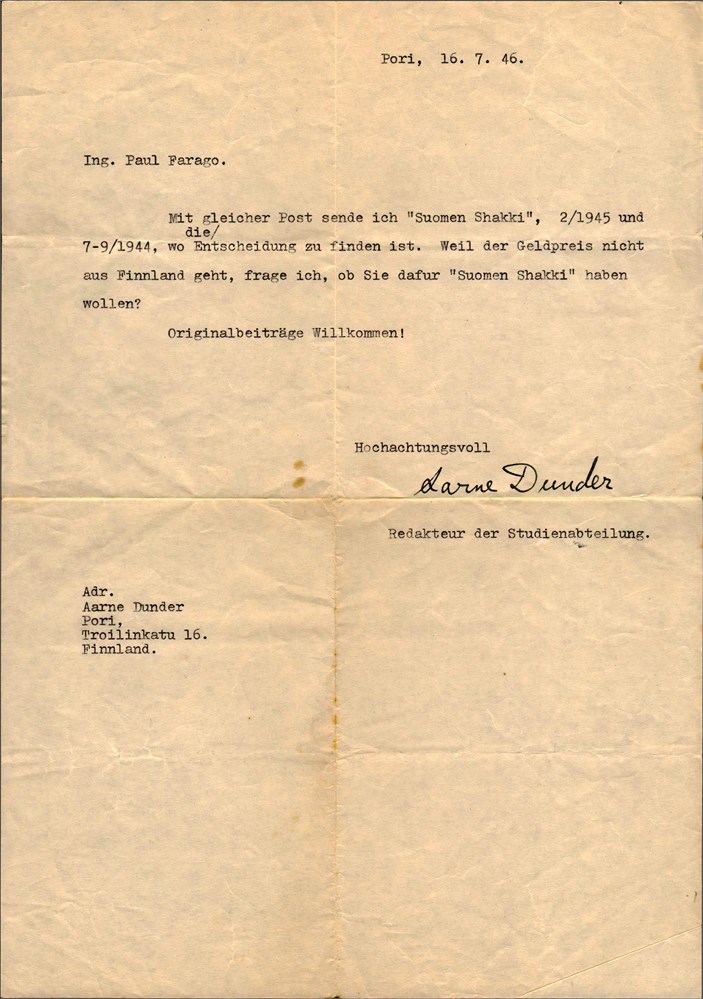 Pori, 16. 7. 46.
Ing. Paul Farago.
Mit gleicher Post sende ich "Suomen Shakki", 2/1945 und
die/
7-9/1944, wo Entscheidung zu finden ist. Weil der Geldpreis nicht
aus Finnland geht, frage ich, ob Sie dafur "Suomen Shakki" haben
wollen?
Originalbeiträge Willkommen!
Hochachtungsvoll
Aarne Dunder
Redakteur der Studienabteilung.
Adr.
Aarne Dunder
Pori,
Troilinkatu 16.
Finnland.